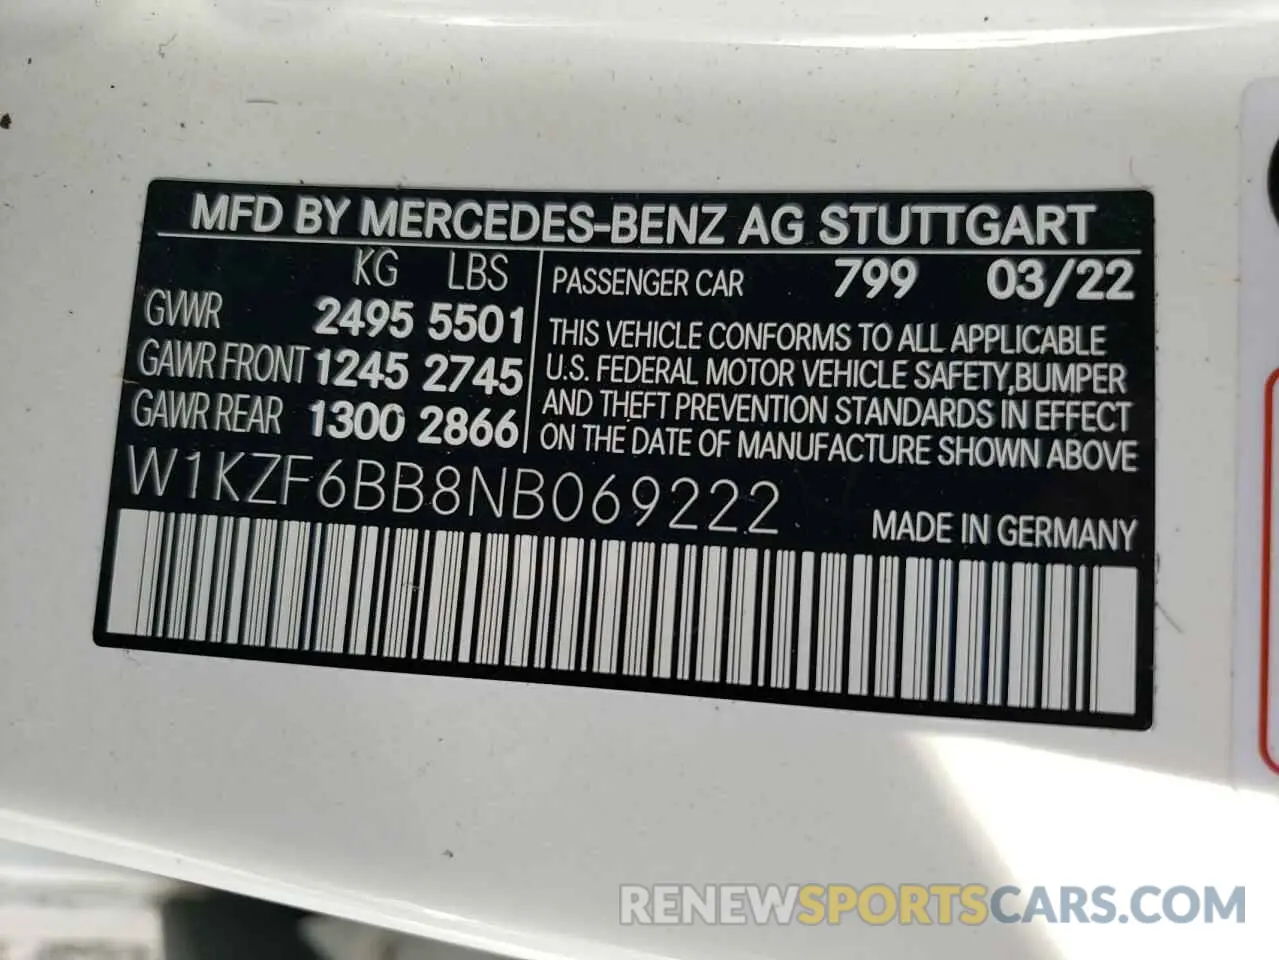 MFD BY MERCEDES-BENZ AG STUTTGART
KG LBS
GVWR 2495 5501
GAWR FRONT 1245 2745
GAWR REAR 1300 2866
PASSENGER CAR 799 03/22
THIS VEHICLE CONFORMS TO ALL APPLICABLE
U.S. FEDERAL MOTOR VEHICLE SAFETY, BUMPER
AND THEFT PREVENTION STANDARDS IN EFFECT
ON THE DATE OF MANUFACTURE SHOWN ABOVE
W1KZF6BB8NB069222
MADE IN GERMANY
RENEWSPORTSCARS.COM